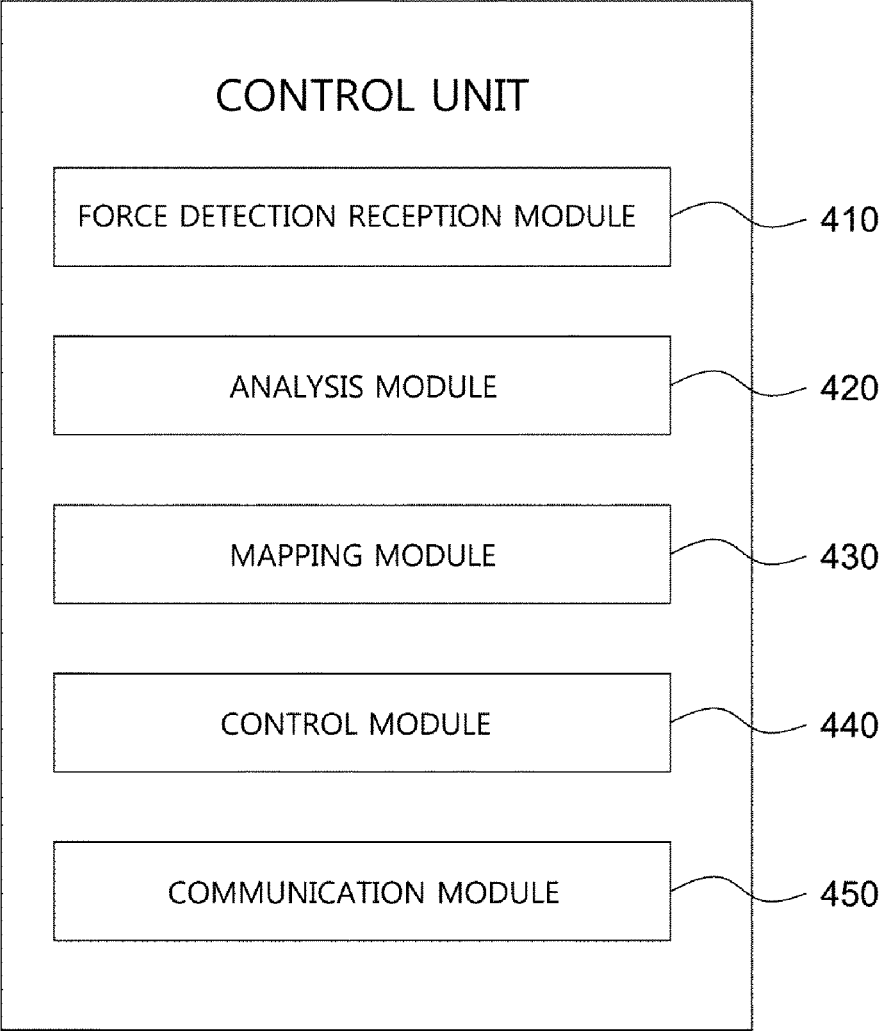 CONTROL UNIT
FORCE DETECTION RECEPTION MODULE
410
ANALYSIS MODULE
420
MAPPING MODULE
430
CONTROL MODULE
440
COMMUNICATION MODULE
450